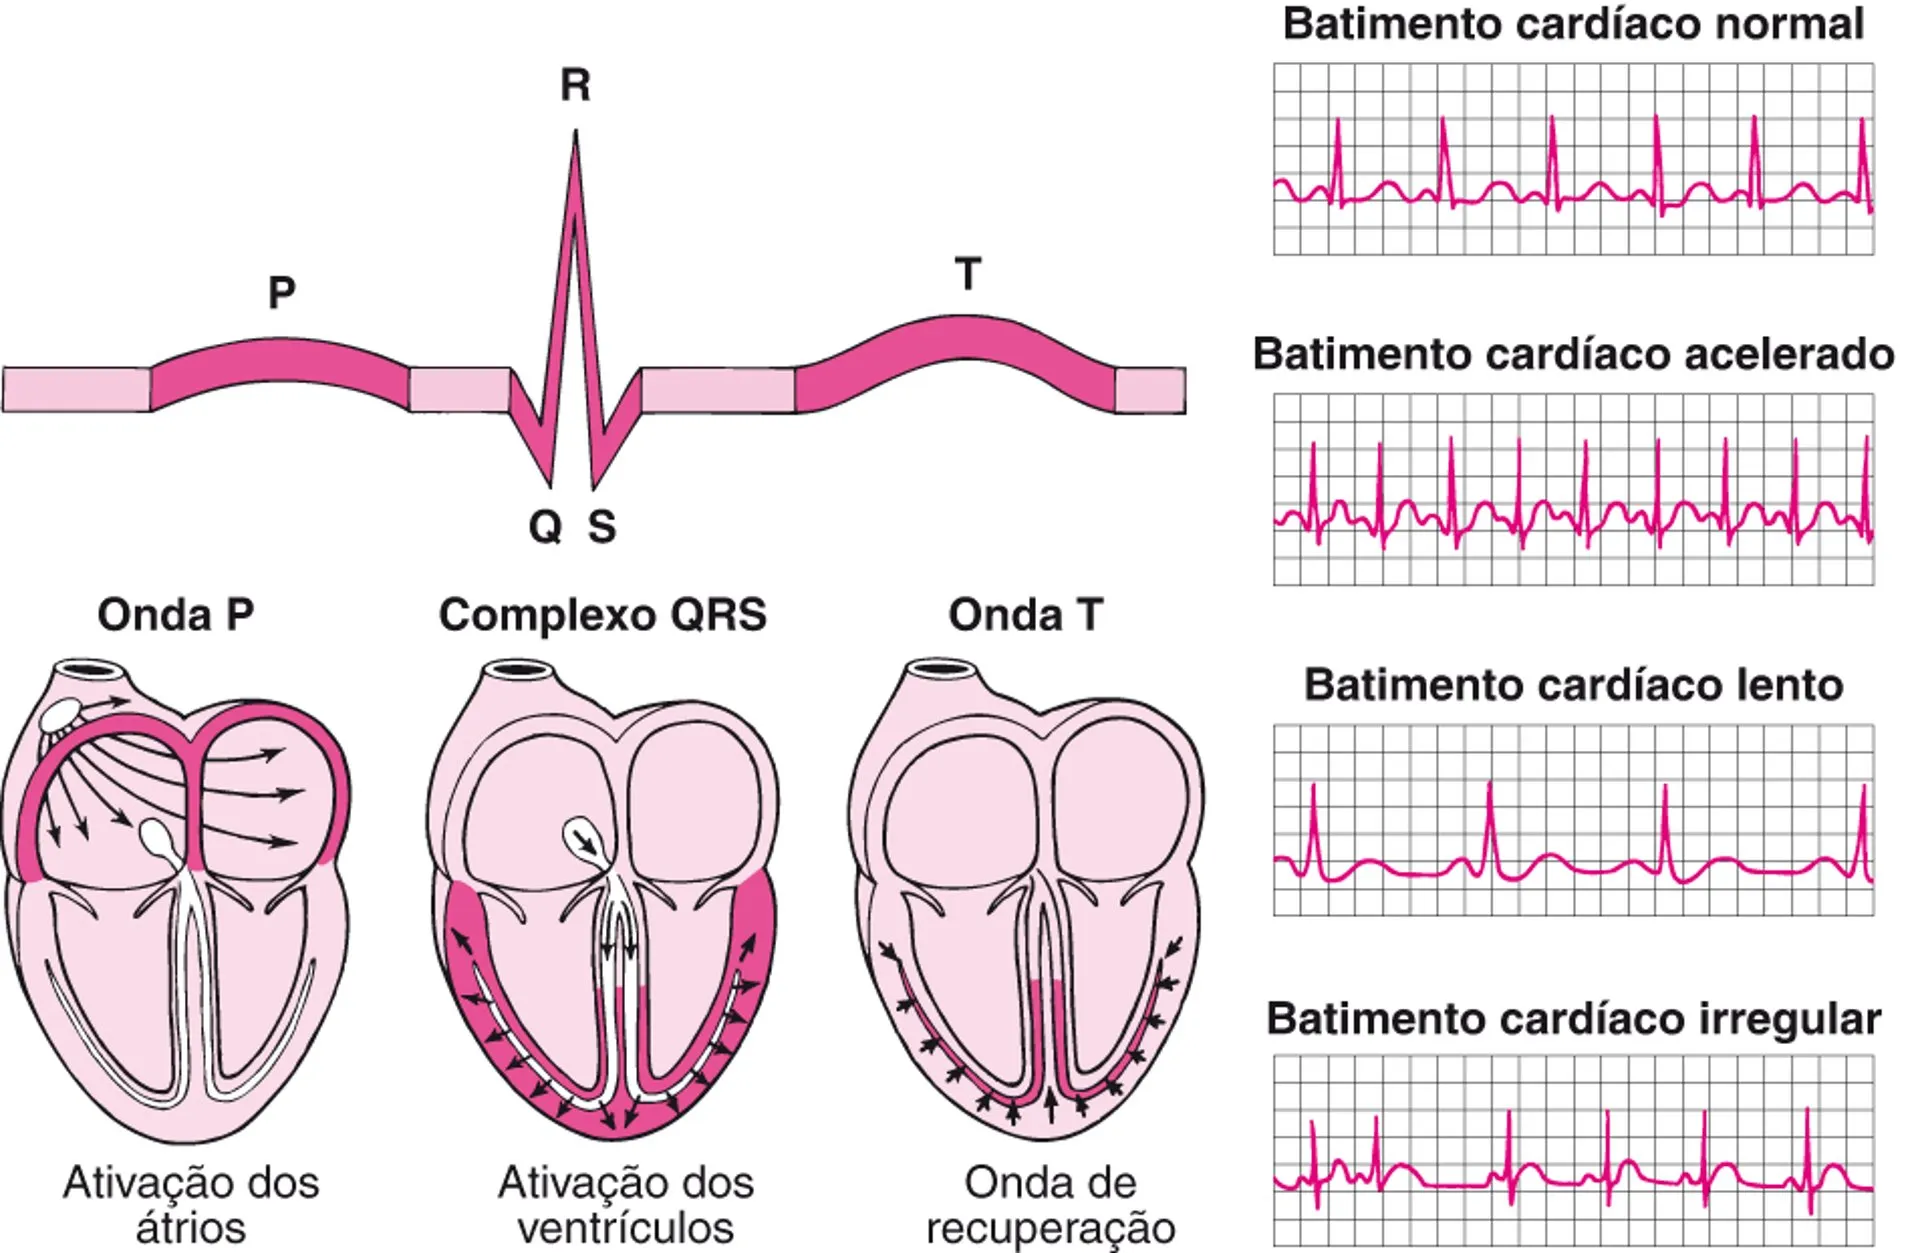 R
P
T
Q S
Onda P
Complexo QRS
Onda T
Ativação dos
átrios
Ativação dos
ventrículos
Onda de
recuperação
Batimento cardíaco normal
Batimento cardíaco acelerado
Batimento cardíaco lento
Batimento cardíaco irregular